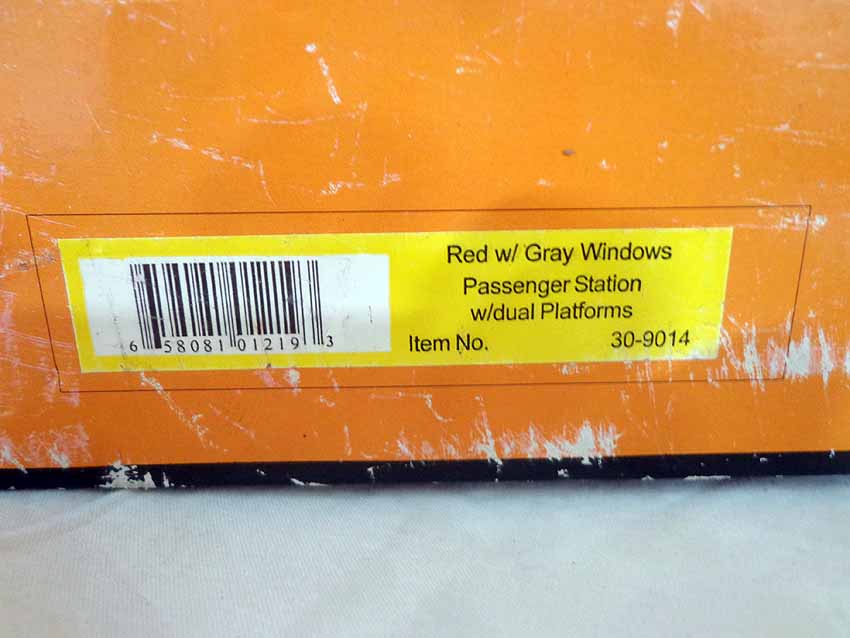 Red w/ Gray Windows
Passenger Station
w/dual Platforms
Item No. 30-9014
6 58081 01219 3